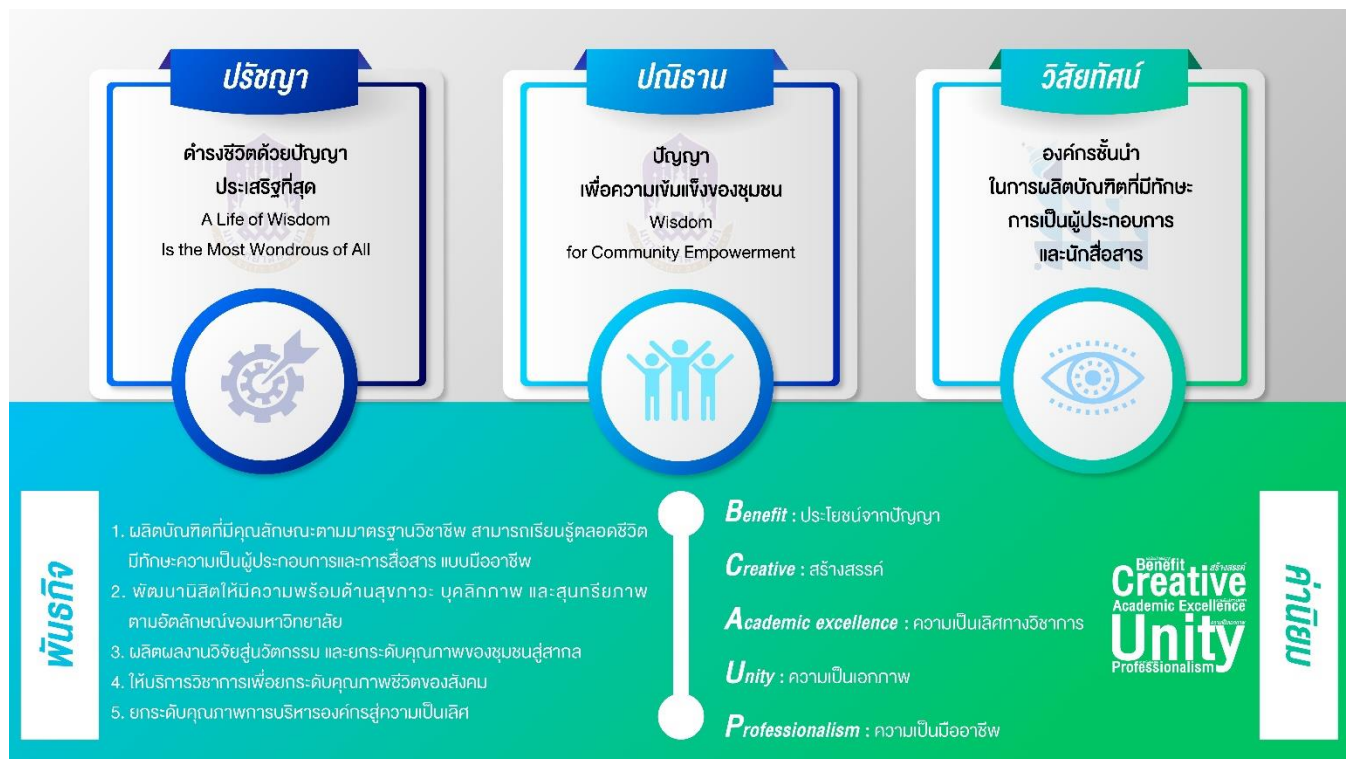 ปรัชญา
ดำรงชีวิตด้วยปัญญา
ประเสริฐที่สุด
A Life of Wisdom
Is the Most Wondrous of All
ปณิธาน
ปัญญา
เพื่อความเข้มแข็งของชุมชน
Wisdom
for Community Empowerment
วิสัยทัศน์
องค์กรชั้นนำ
ในการผลิตบัณฑิตที่มีทักษะ
การเป็นผู้ประกอบการ
และนักสื่อสาร
พันธกิจ
1. ผลิตบัณฑิตที่มีคุณลักษณะตามมาตรฐานวิชาชีพ สามารถเรียนรู้ตลอดชีวิต
มีทักษะความเป็นผู้ประกอบการและการสื่อสาร แบบมืออาชีพ
2. พัฒนานิสิตให้มีความพร้อมด้านสุขภาวะ บุคลิกภาพ และสุนทรียภาพ
ตามอัตลักษณ์ของมหาวิทยาลัย
3. ผลิตผลงานวิจัยสู่นวัตกรรม และยกระดับคุณภาพของชุมชนสู่สากล
4. ให้บริการวิชาการเพื่อยกระดับคุณภาพชีวิตของสังคม
5. ยกระดับคุณภาพการบริหารองค์กรสู่ความเป็นเลิศ
Benefit : ประโยชน์จากปัญญา
Creative : สร้างสรรค์
Academic excellence : ความเป็นเลิศทางวิชาการ
Unity : ความเป็นเอกภาพ
Professionalism : ความเป็นมืออาชีพ
Benefit สร้างสรรค์
Creative
Academic Excellence
Unity
Professionalism
ค่านิยม